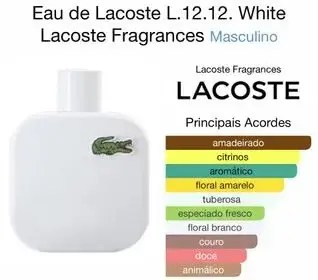 Eau de Lacoste L.12.12. White
Lacoste Fragrances Masculino
Lacoste Fragrances
LACOSTE
Principais Acordes
amadeirado
citrinos
aromático
floral amarelo
tuberosa
especiado fresco
floral branco
couro
doce
animálico